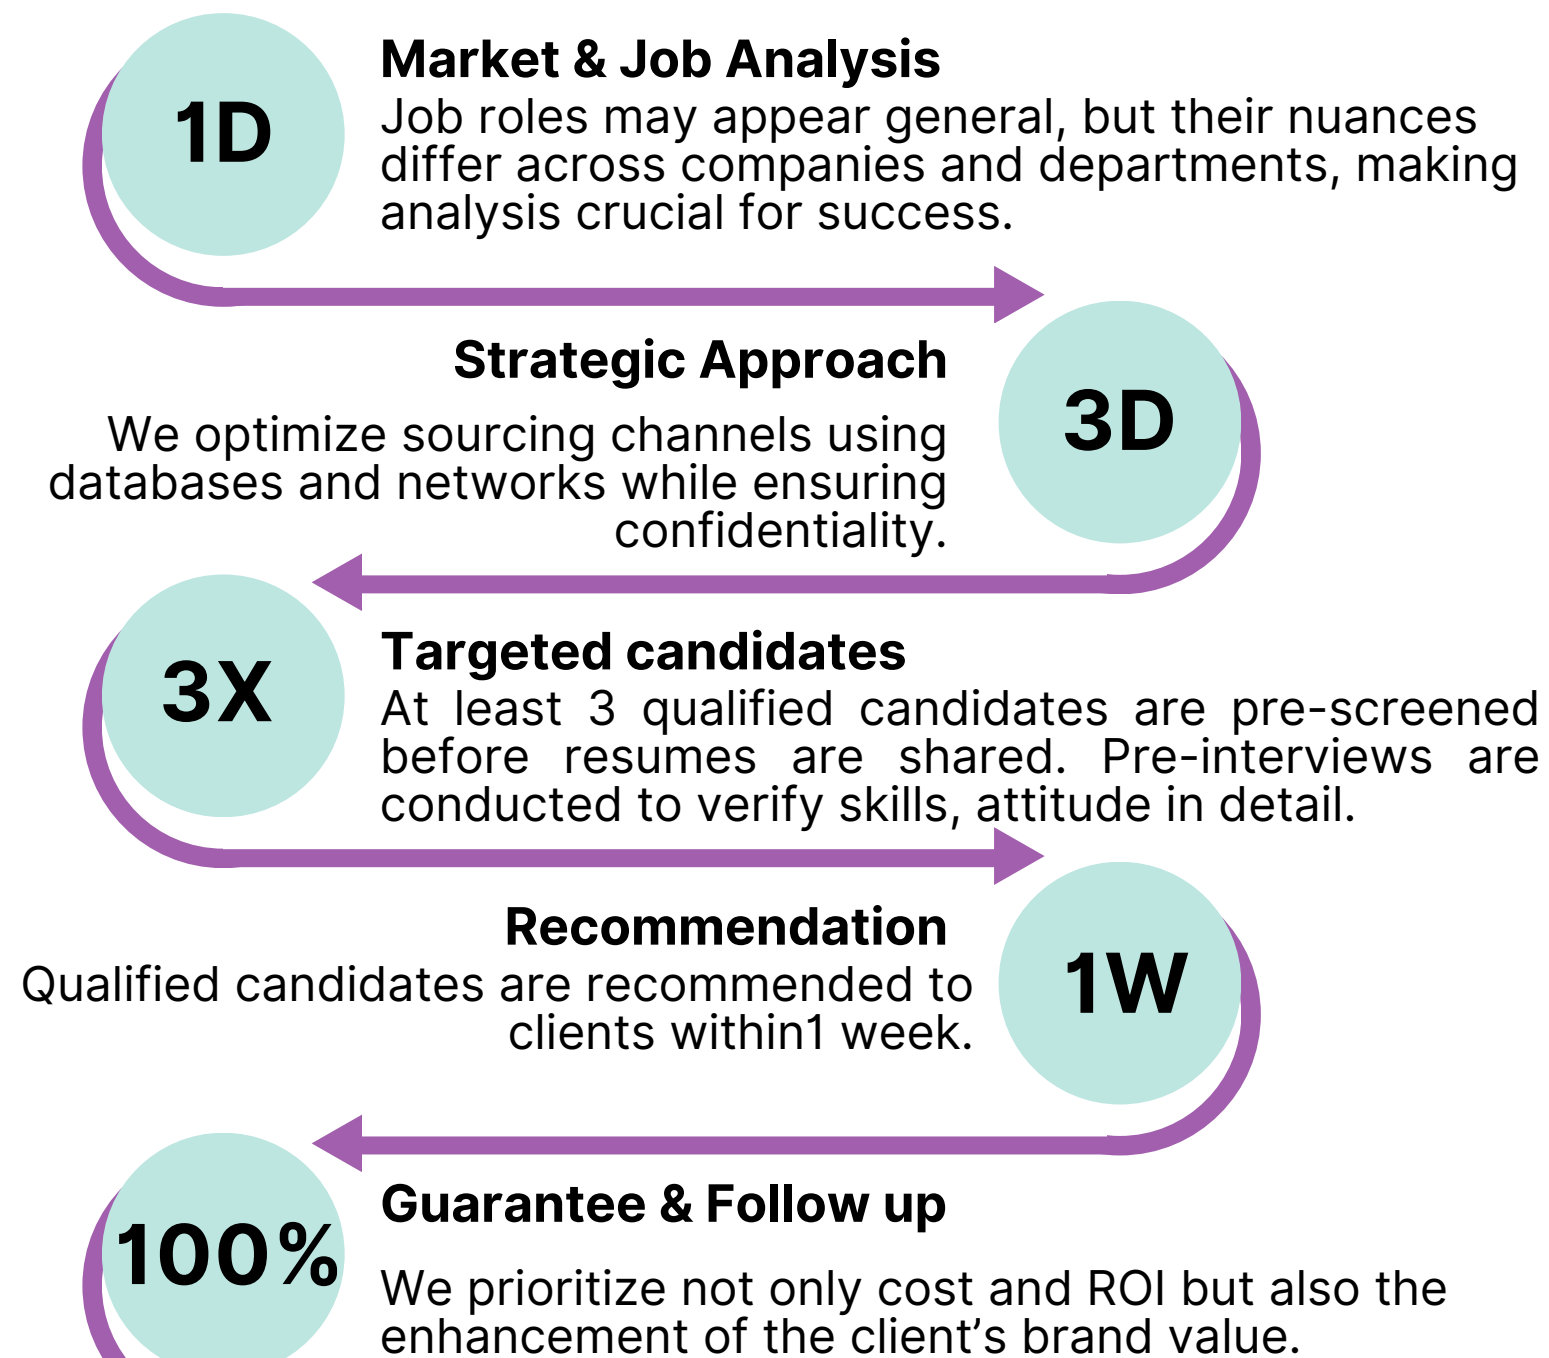 1D
Market & Job Analysis
Job roles may appear general, but their nuances
differ across companies and departments, making
analysis crucial for success.
Strategic Approach
We optimize sourcing channels using
databases and networks while ensuring
confidentiality.
3D
3X
Targeted candidates
At least 3 qualified candidates are pre-screened
before resumes are shared. Pre-interviews are
conducted to verify skills, attitude in detail.
Recommendation
Qualified candidates are recommended to
clients within1 week.
1W
100%
Guarantee & Follow up
We prioritize not only cost and ROI but also the
enhancement of the client’s brand value.